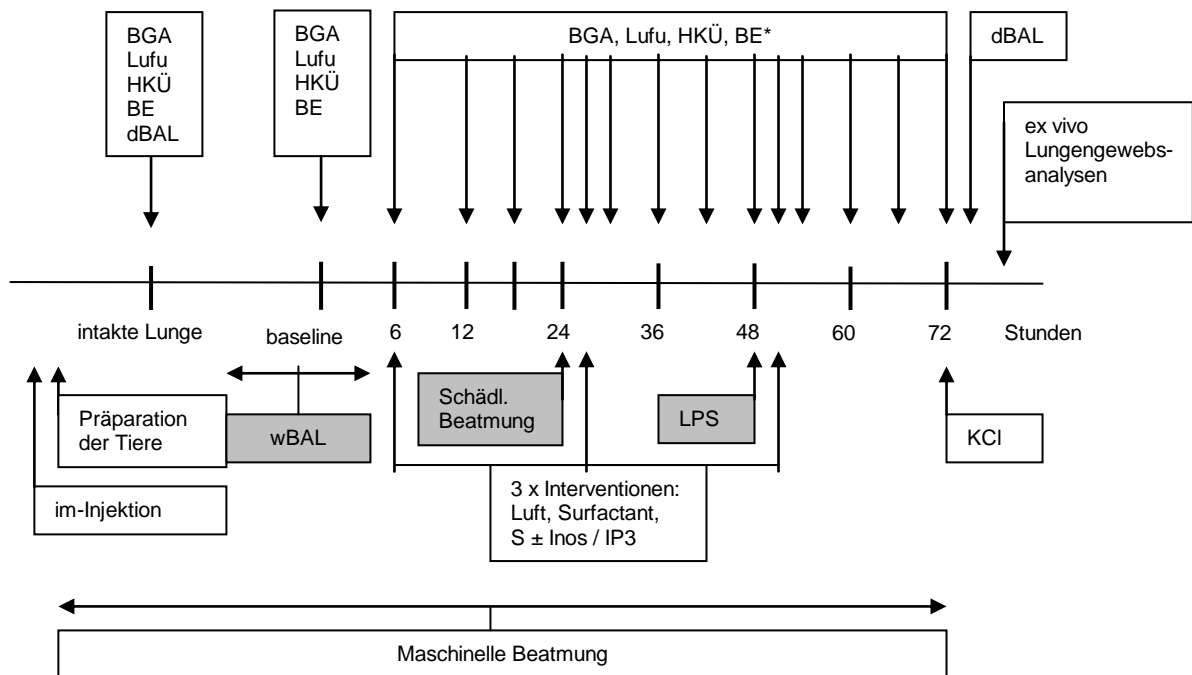 BGA
Lufu
HKÜ
BE
dBAL
BGA
Lufu
HKÜ
BE
BGA, Lufu, HKÜ, BE*
dBAL
ex vivo
Lungengewebs-
analysen
intakte Lunge
baseline
6
12
24
36
48
60
72
Stunden
Präparation
der Tiere
wBAL
Schädl.
Beatmung
LPS
KCl
im-Injektion
3 x Interventionen:
Luft, Surfactant,
S ± Inos / IP3
Maschinelle Beatmung